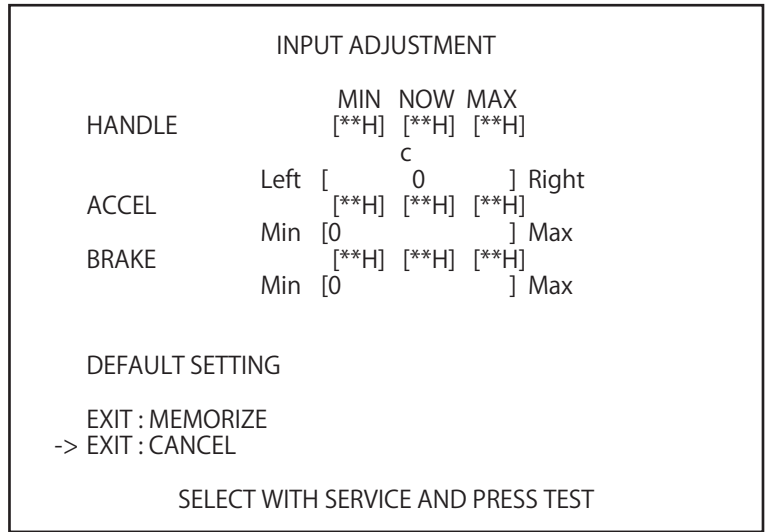 INPUT ADJUSTMENT
MIN NOW MAX
HANDLE [**H] [**H] [**H]
c
Left [ 0 ] Right
ACCEL [**H] [**H] [**H]
Min [0 ] Max
BRAKE [**H] [**H] [**H]
Min [0 ] Max
DEFAULT SETTING
EXIT : MEMORIZE
-> EXIT : CANCEL
SELECT WITH SERVICE AND PRESS TEST